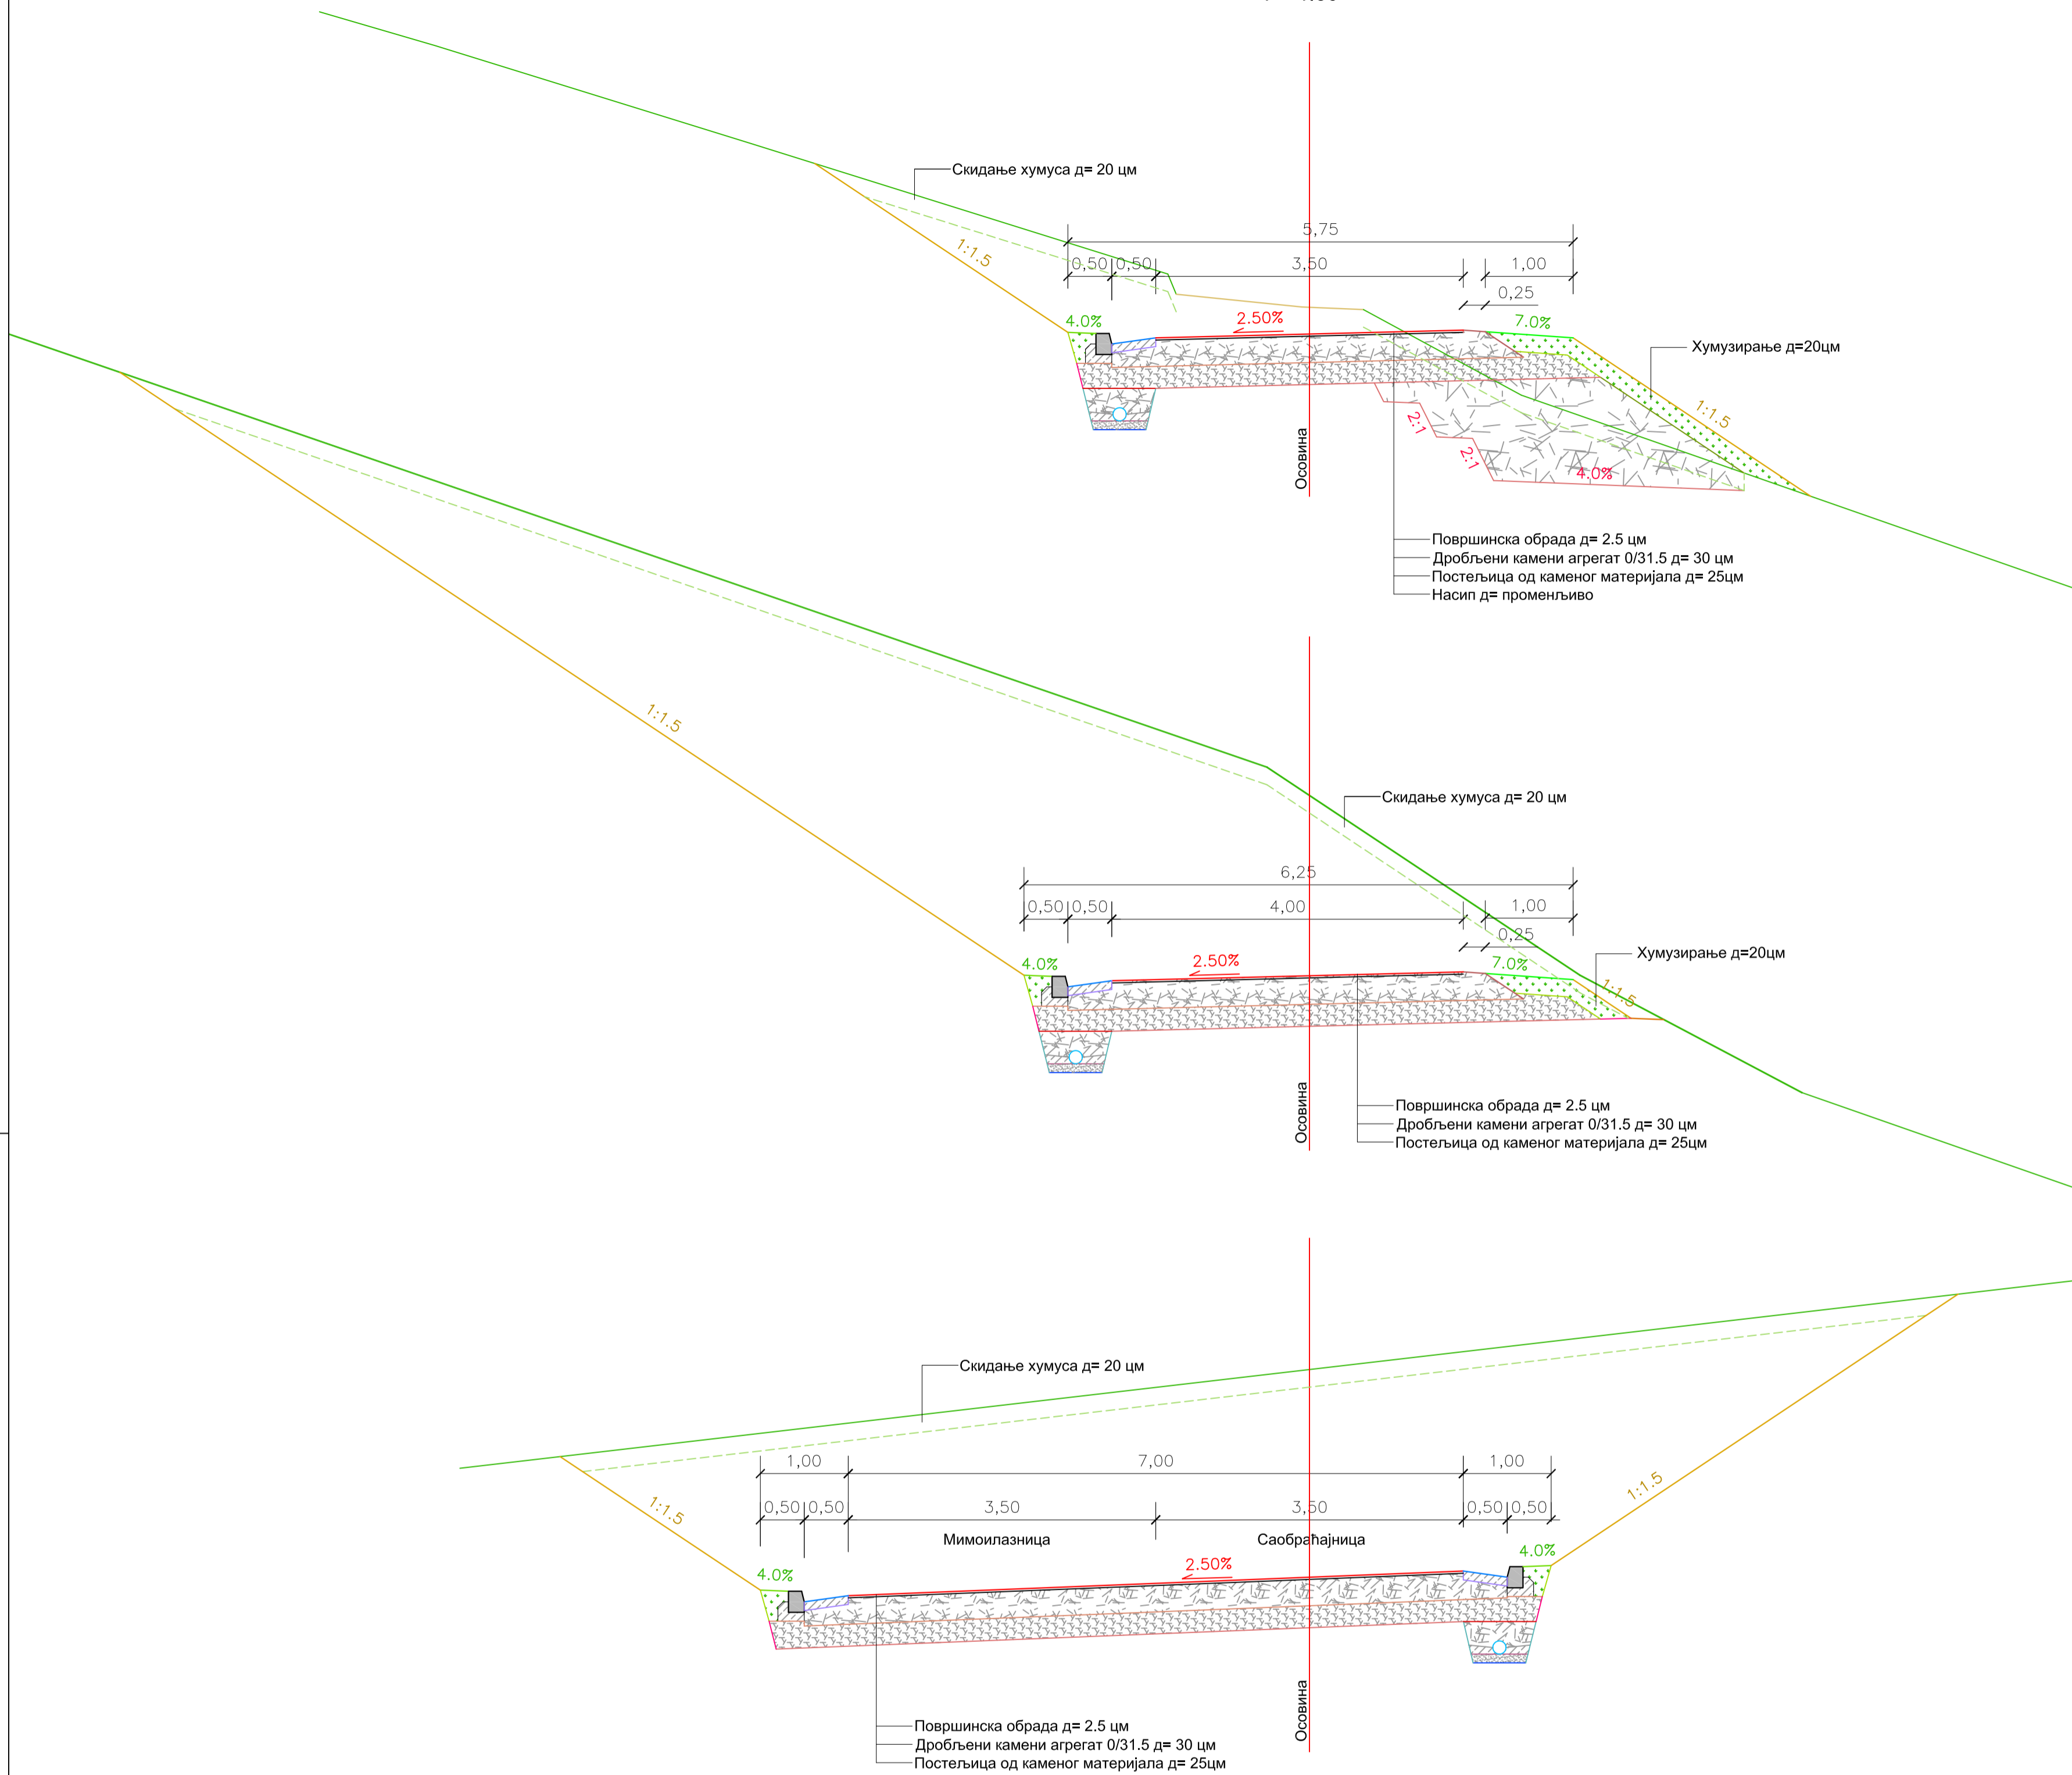 Скидање хумуса д= 20 цм
5,75
0,50
0,50
3,50
1,00
0,25
1:1.5
4.0%
2.50%
7.0%
Хумузирање д=20цм
1:1.5
2:1
2:1
4.0%
Осовина
Површинска обрада д= 2.5 цм
Дробљени камени агрегат 0/31.5 д= 30 цм
Постељица од каменог материјала д= 25цм
Насип д= променљиво
1:1.5
Скидање хумуса д= 20 цм
6,25
0,50
0,50
4,00
1,00
0,25
4.0%
2.50%
7.0%
Хумузирање д=20цм
1:1.5
Осовина
Површинска обрада д= 2.5 цм
Дробљени камени агрегат 0/31.5 д= 30 цм
Постељица од каменог материјала д= 25цм
Скидање хумуса д= 20 цм
1,00
7,00
1,00
1:1.5
0,50
0,50
3,50
3,50
0,50
0,50
1:1.5
Мимоилазница
Саобраћајница
4.0%
2.50%
4.0%
Осовина
Површинска обрада д= 2.5 цм
Дробљени камени агрегат 0/31.5 д= 30 цм
Постељица од каменог материјала д= 25цм